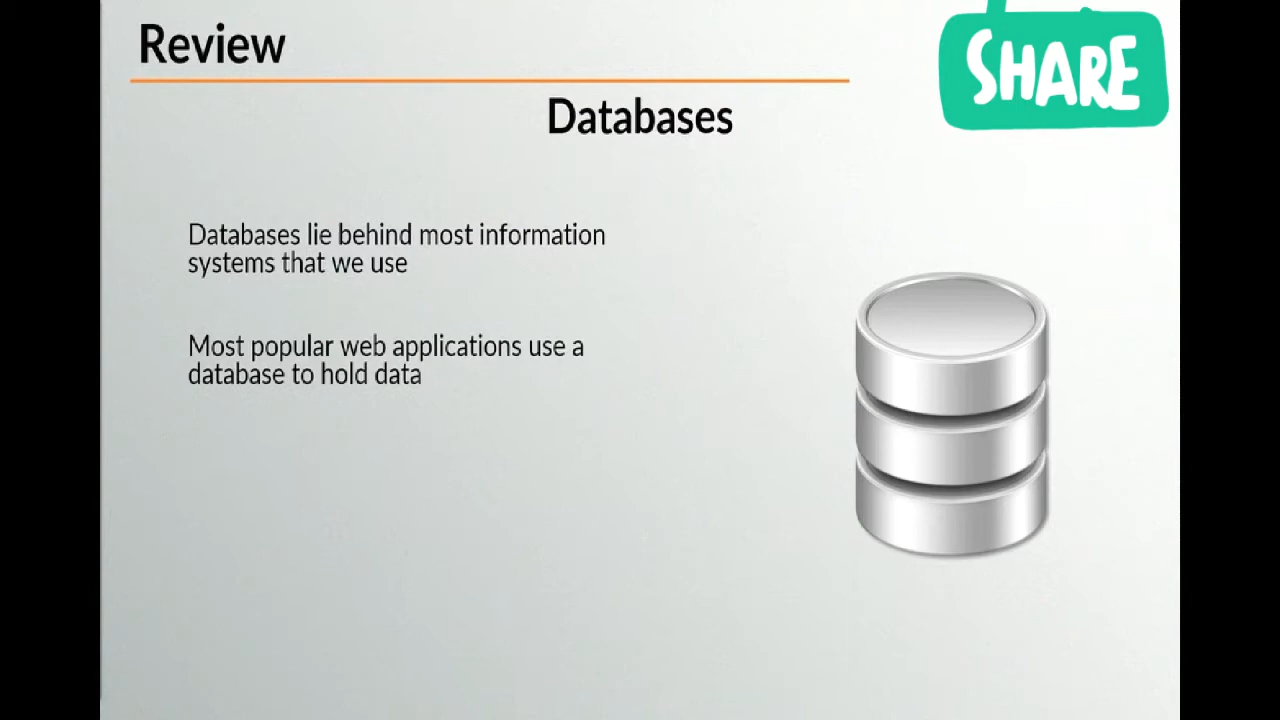 Review
SHARE
Databases
Databases lie behind most information
systems that we use
Most popular web applications use a
database to hold data